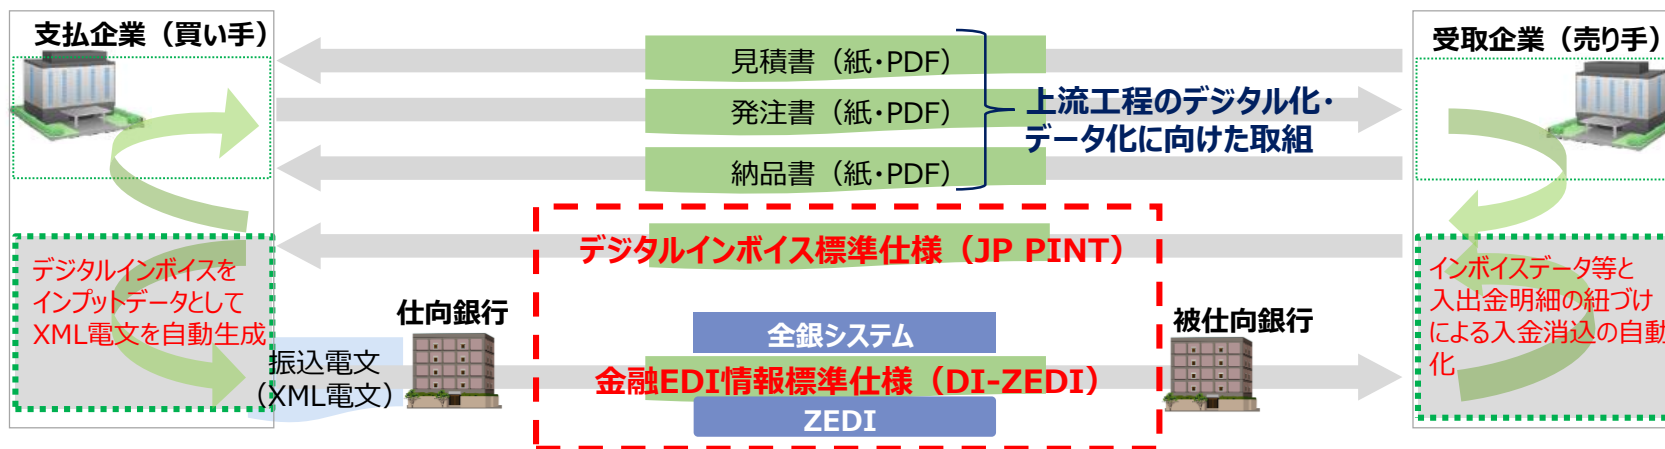 支払企業（買い手）
受取企業（売り手）
見積書（紙・PDF）
発注書（紙・PDF）
納品書（紙・PDF）
上流工程のデジタル化・
データ化に向けた取組
デジタルインボイス標準仕様（JP PINT）
デジタルインボイスを
インプットデータとして
XML電文を自動生成
インボイスデータ等と
入出金明細の紐づけ
による入金消込の自動
化
仕向銀行
被仕向銀行
全銀システム
振込電文
（XML電文）
金融EDI情報標準仕様（DI-ZEDI）
ZEDI